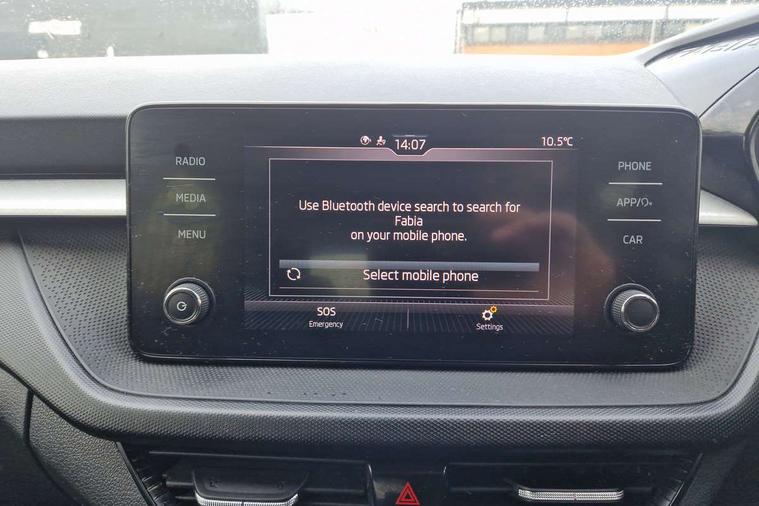 RADIO
MEDIA
MENU
14:07
10.5°C
Use Bluetooth device search to search for
Fabia
on your mobile phone.
Select mobile phone
SOS
Emergency
Settings
PHONE
APP/
CAR